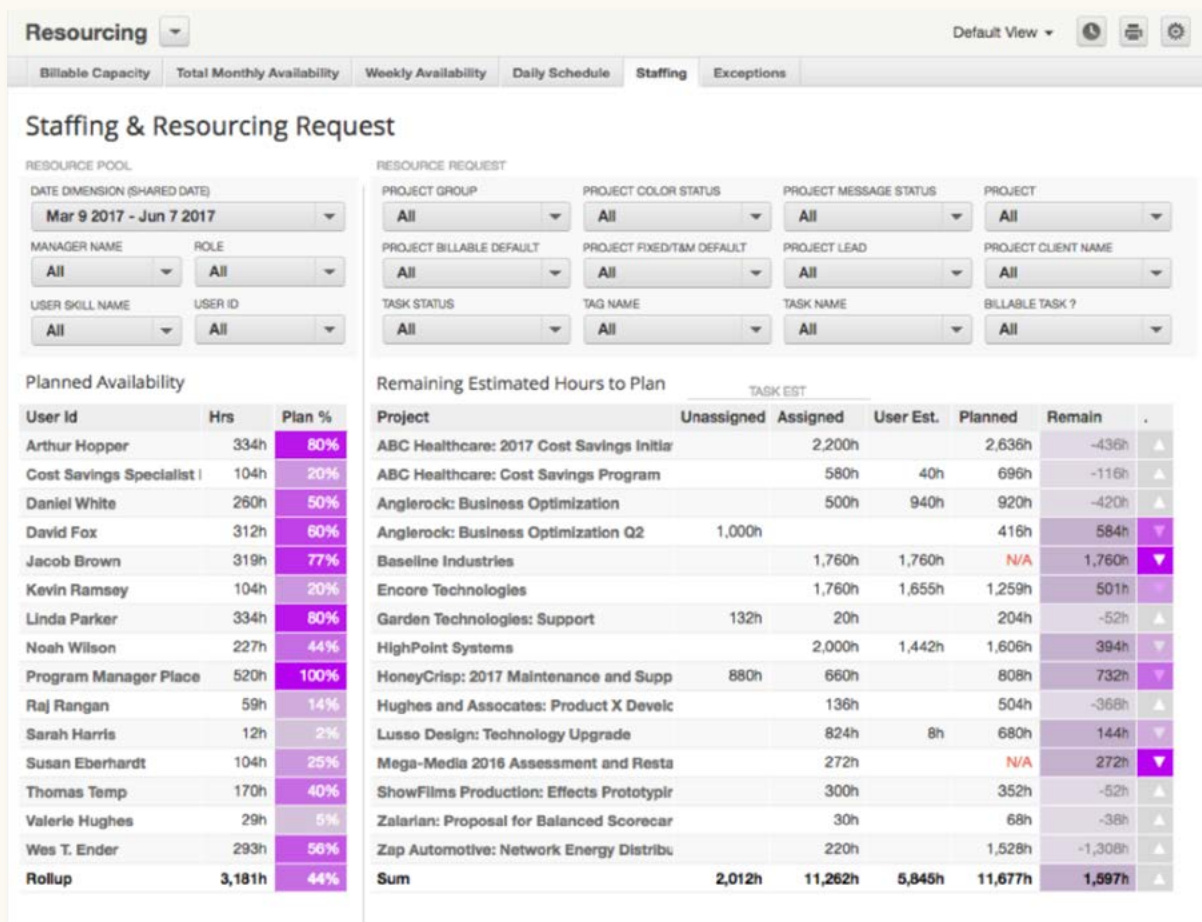 Resourcing
Default View
Billable Capacity Total Monthly Availability Weekly Availability Daily Schedule Staffing Exceptions
Staffing & Resourcing Request
RESOURCE POOL
DATE DIMENSION (SHARED DATE)
Mar 9 2017 - Jun 7 2017
MANAGER NAME ROLE
All All
USER SKILL NAME USER ID
All All
RESOURCE REQUEST
PROJECT GROUP PROJECT COLOR STATUS PROJECT MESSAGE STATUS PROJECT
All All All All
PROJECT BILLABLE DEFAULT PROJECT FIXED/T&M DEFAULT PROJECT LEAD PROJECT CLIENT NAME
All All All All
TASK STATUS TAG NAME TASK NAME BILLABLE TASK ?
All All All All
Planned Availability
User Id Hrs Plan %
Arthur Hopper 334h 80%
Cost Savings Specialist 104h 20%
Daniel White 260h 50%
David Fox 312h 60%
Jacob Brown 319h 77%
Kevin Ramsey 104h 20%
Linda Parker 334h 80%
Noah Wilson 227h 44%
Program Manager Place 520h 100%
Raj Rangan 59h 14%
Sarah Harris 12h 2%
Susan Eberhardt 104h 25%
Thomas Temp 170h 40%
Valerie Hughes 29h 5%
Wes T. Ender 293h 56%
Rollup 3,181h 44%
Remaining Estimated Hours to Plan
TASK EST
Project Unassigned Assigned User Est. Planned Remain .
ABC Healthcare: 2017 Cost Savings Initia 2,200h 2,636h -436h
ABC Healthcare: Cost Savings Program 580h 40h 696h -116h
Anglerock: Business Optimization 500h 940h 920h -420h
Anglerock: Business Optimization Q2 1,000h 416h 584h
Baseline Industries 1,760h 1,760h N/A 1,760h
Encore Technologies 1,760h 1,655h 1,259h 501h
Garden Technologies: Support 132h 20h 204h -52h
HighPoint Systems 2,000h 1,442h 1,606h 394h
HoneyCrisp: 2017 Maintenance and Supp 880h 660h 808h 732h
Hughes and Assocates: Product X Develc 136h 504h -368h
Lusso Design: Technology Upgrade 824h 8h 680h 144h
Mega-Media 2016 Assessment and Resta 272h N/A 272h
ShowFilms Production: Effects Prototypir 300h 352h -52h
Zalarian: Proposal for Balanced Scorecar 30h 68h -38h
Zap Automotive: Network Energy Distribu 220h 1,528h -1,308h
Sum 2,012h 11,262h 5,845h 11,677h 1,597h